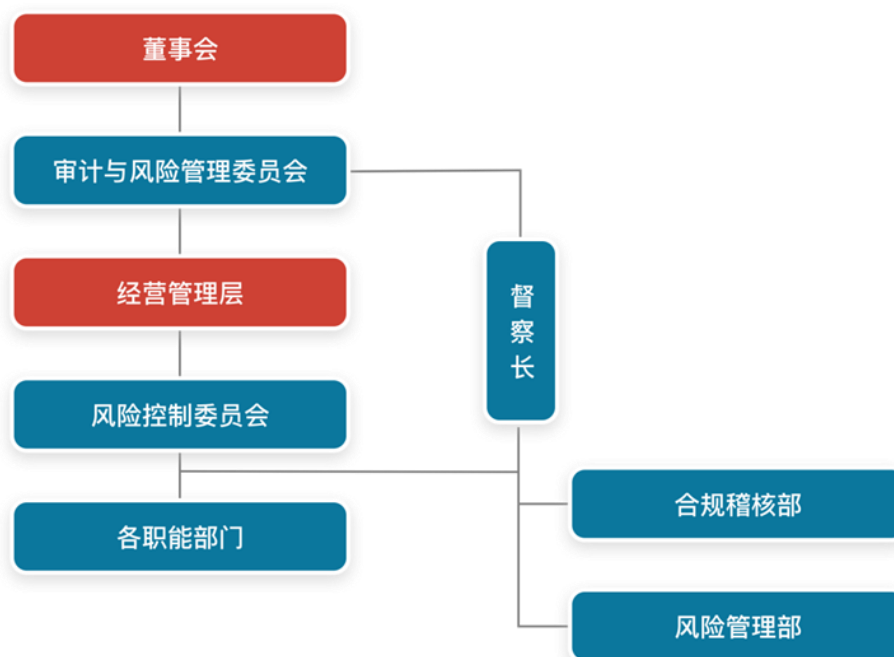 董事会
审计与风险管理委员会
经营管理层
督察长
风险控制委员会
合规稽核部
各职能部门
风险管理部